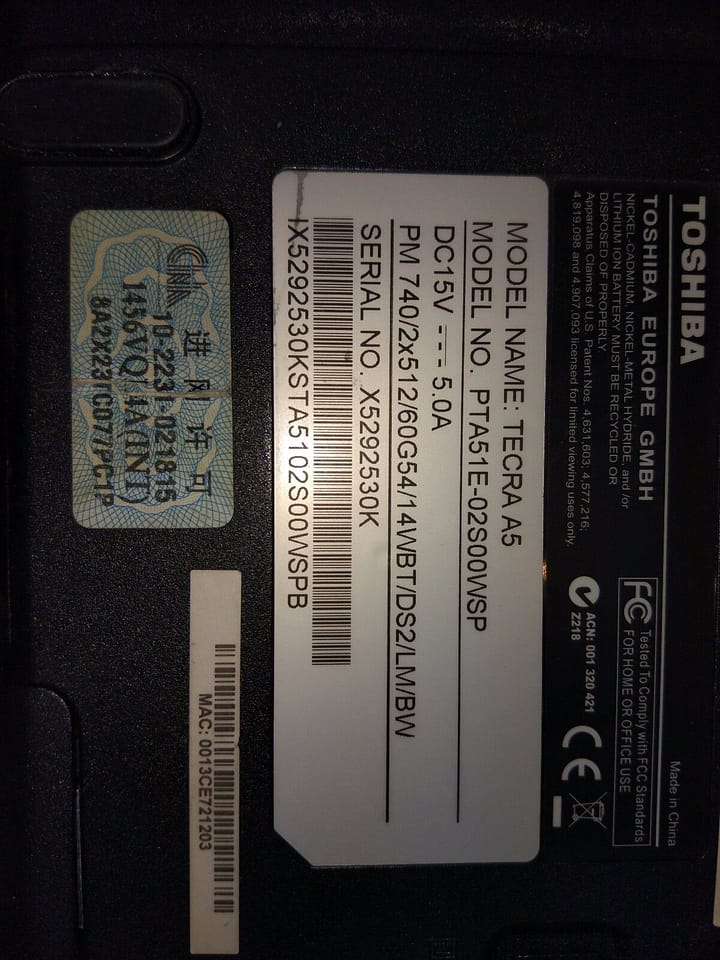 TOSHIBA
Made in China
TOSHIBA EUROPE GMBH
NICKEL-CADMIUM, NICKEL-METAL HYDRIDE, and /or
LITHIUM ION BATTERY MUST BE RECYCLED OR
DISPOSED OF PROPERLY.
Apparatus Claims of U.S. Patent Nos. 4,631,603; 4,577,216;
4,819,098 and 4,907,093 licensed for limited viewing uses only.
FC Tested To Comply with FCC Standards
FOR HOME OR OFFICE USE
ACN: 001 320 421
Z218
CE
MODEL NAME: TECRA A5
MODEL NO. PTA51E-02S00WSP
DC15V 5.0A
PM 740/2x512/60G54/14WBT/DS2/LM/BW
SERIAL NO. X5292530K
IX5292530KSTA5102S00WSPB
进网许可
10-2231-021815
MAC: 0013CE721203